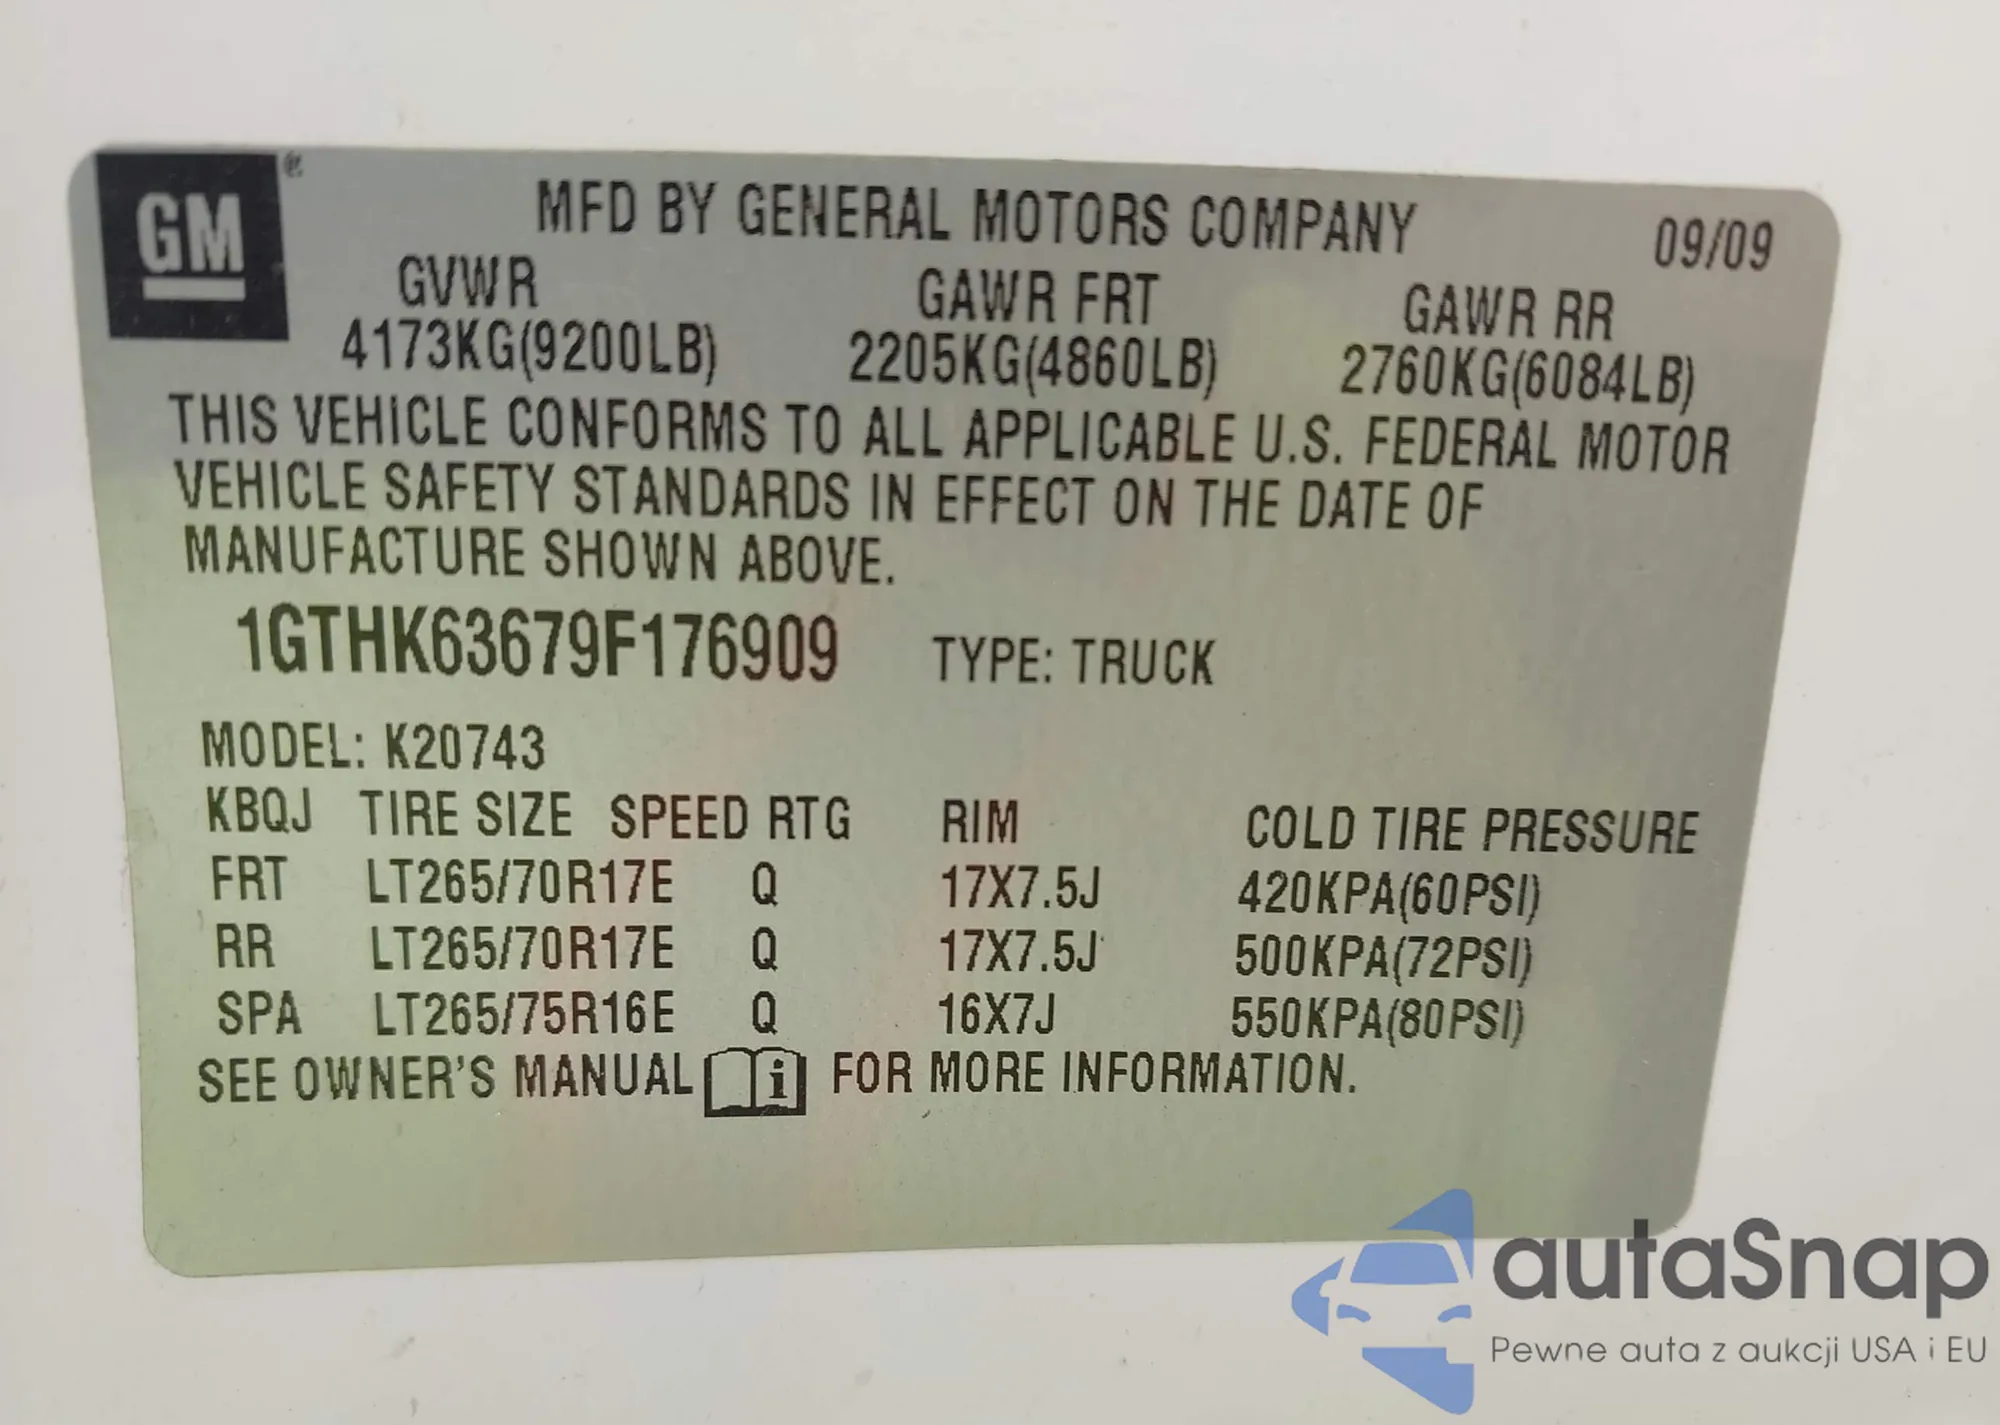 GM®
MFD BY GENERAL MOTORS COMPANY 09/09
GVWR GAWR FRT GAWR RR
4173KG(9200LB) 2205KG(4860LB) 2760KG(6084LB)
THIS VEHICLE CONFORMS TO ALL APPLICABLE U.S. FEDERAL MOTOR
VEHICLE SAFETY STANDARDS IN EFFECT ON THE DATE OF
MANUFACTURE SHOWN ABOVE.
1GTHK63679F176909 TYPE: TRUCK
MODEL: K20743
KBQJ TIRE SIZE SPEED RTG RIM COLD TIRE PRESSURE
FRT LT265/70R17E Q 17X7.5J 420KPA(60PSI)
RR LT265/70R17E Q 17X7.5J 500KPA(72PSI)
SPA LT265/75R16E Q 16X7J 550KPA(80PSI)
SEE OWNER'S MANUAL i FOR MORE INFORMATION.
autaSnap
Pewne auta z aukcji USA i EU